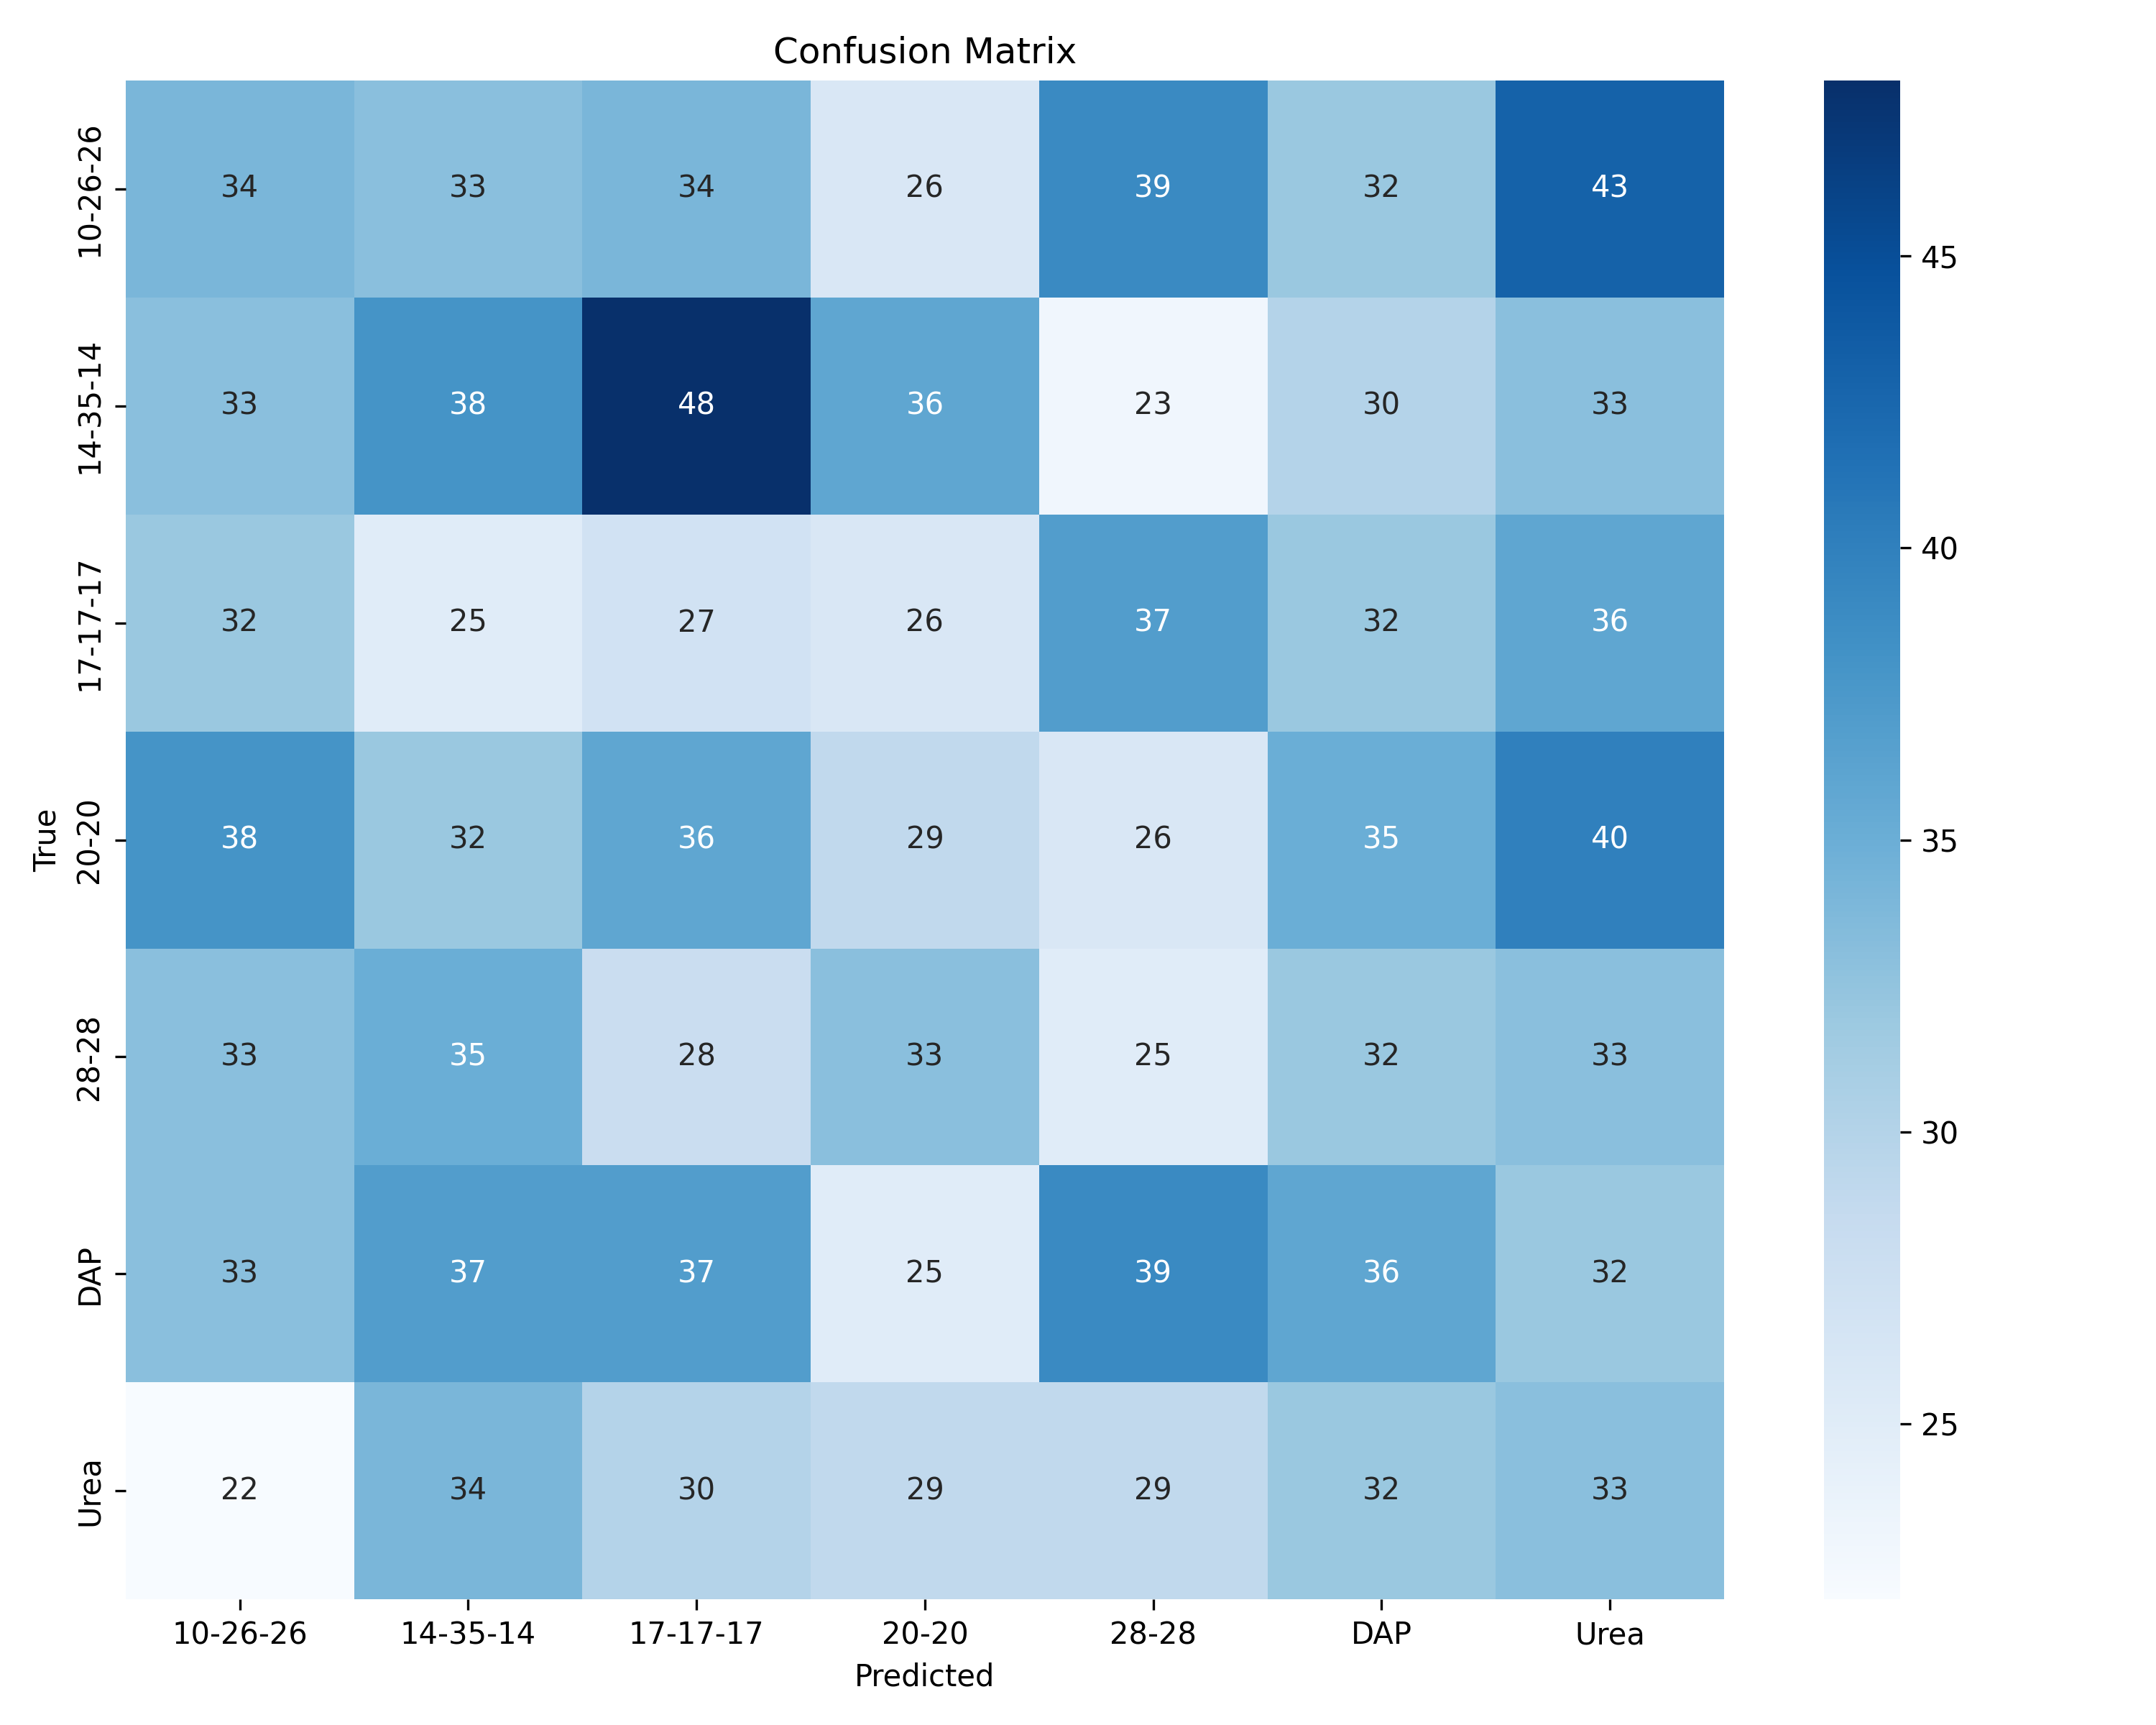 Confusion Matrix
10-26-26 34 33 34 26 39 32 43
14-35-14 33 38 48 36 23 30 33
17-17-17 32 25 27 26 37 32 36
20-20 38 32 36 29 26 35 40
28-28 33 35 28 33 25 32 33
DAP 33 37 37 25 39 36 32
Urea 22 34 30 29 29 32 33
10-26-26 14-35-14 17-17-17 20-20 28-28 DAP Urea
Predicted
True
45
40
35
30
25